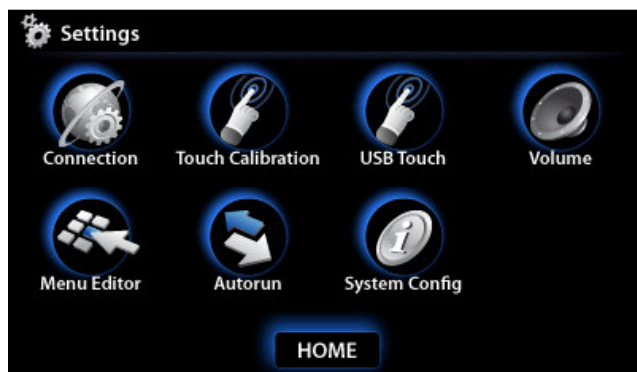 Settings
Connection
Touch Calibration
USB Touch
Volume
Menu Editor
Autorun
System Config
HOME